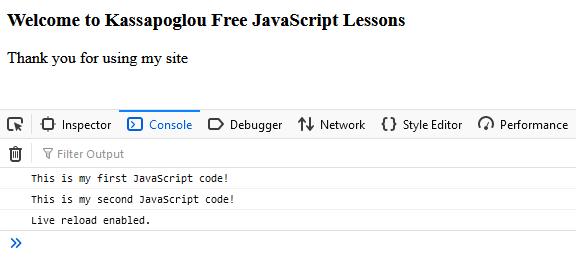 Welcome to Kassapoglou Free JavaScript Lessons
Thank you for using my site
Inspector Console Debugger Network Style Editor Performance
Filter Output
This is my first JavaScript code!
This is my second JavaScript code!
Live reload enabled.